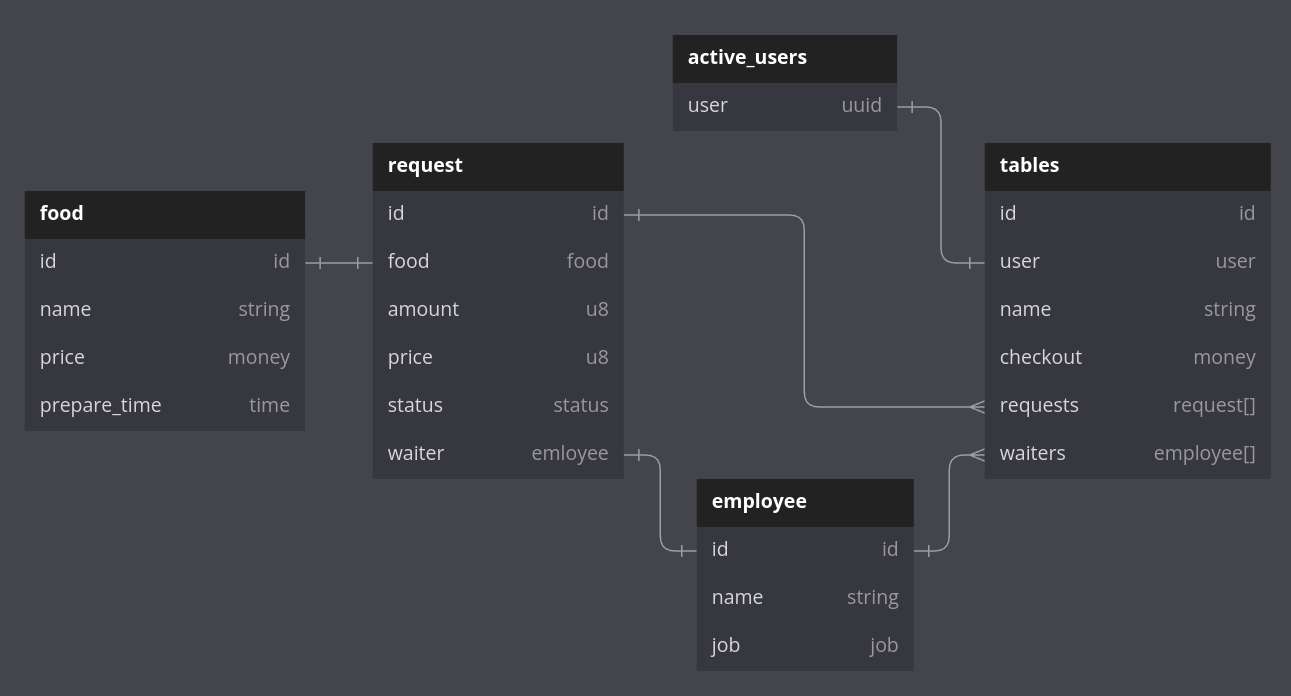 active_users
user uuid
request
id id
food food
amount u8
price u8
status status
waiter emloyee
food
id id
name string
price money
prepare_time time
tables
id id
user user
name string
checkout money
requests request[]
waiters employee[]
employee
id id
name string
job job